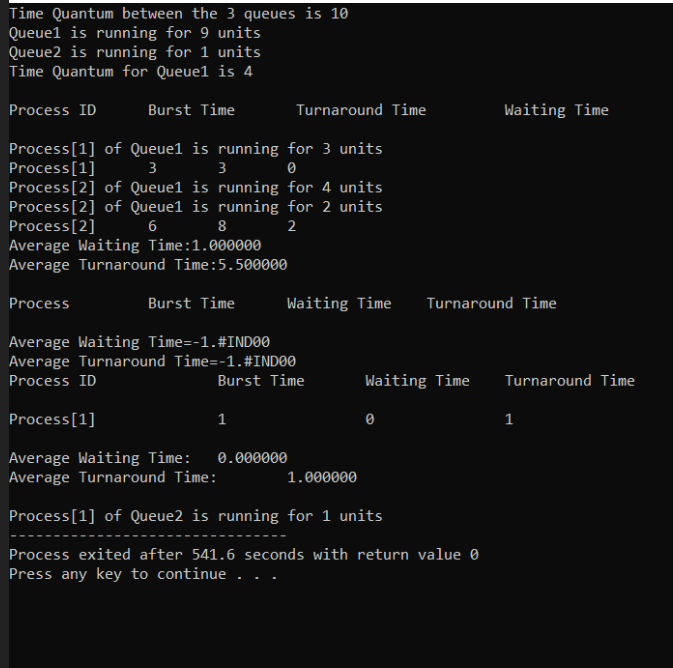 Time Quantum between the 3 queues is 10
Queue1 is running for 9 units
Queue2 is running for 1 units
Time Quantum for Queue1 is 4
Process ID Burst Time Turnaround Time Waiting Time
Process[1] of Queue1 is running for 3 units
Process[1] 3 3 0
Process[2] of Queue1 is running for 4 units
Process[2] of Queue1 is running for 2 units
Process[2] 6 8 2
Average Waiting Time:1.000000
Average Turnaround Time:5.500000
Process Burst Time Waiting Time Turnaround Time
Average Waiting Time=-1.#IND00
Average Turnaround Time=-1.#IND00
Process ID Burst Time Waiting Time Turnaround Time
Process[1] 1 0 1
Average Waiting Time: 0.000000
Average Turnaround Time: 1.000000
Process[1] of Queue2 is running for 1 units
--------------------------------
Process exited after 541.6 seconds with return value 0
Press any key to continue . . .